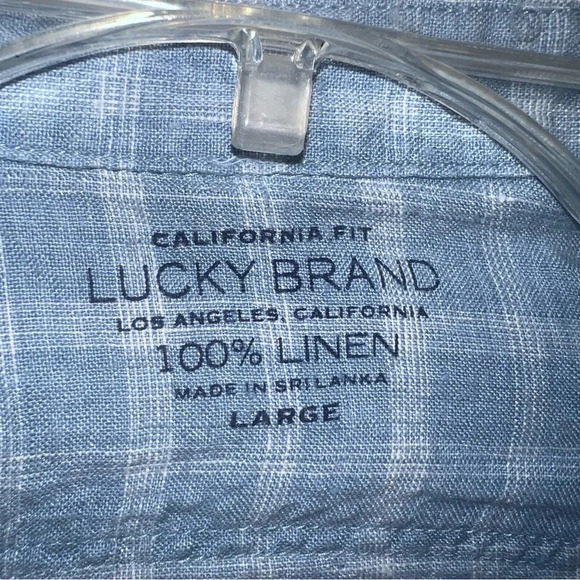 CALIFORNIA FIT
LUCKY BRAND
LOS ANGELES, CALIFORNIA
100% LINEN
MADE IN SRI LANKA
LARGE